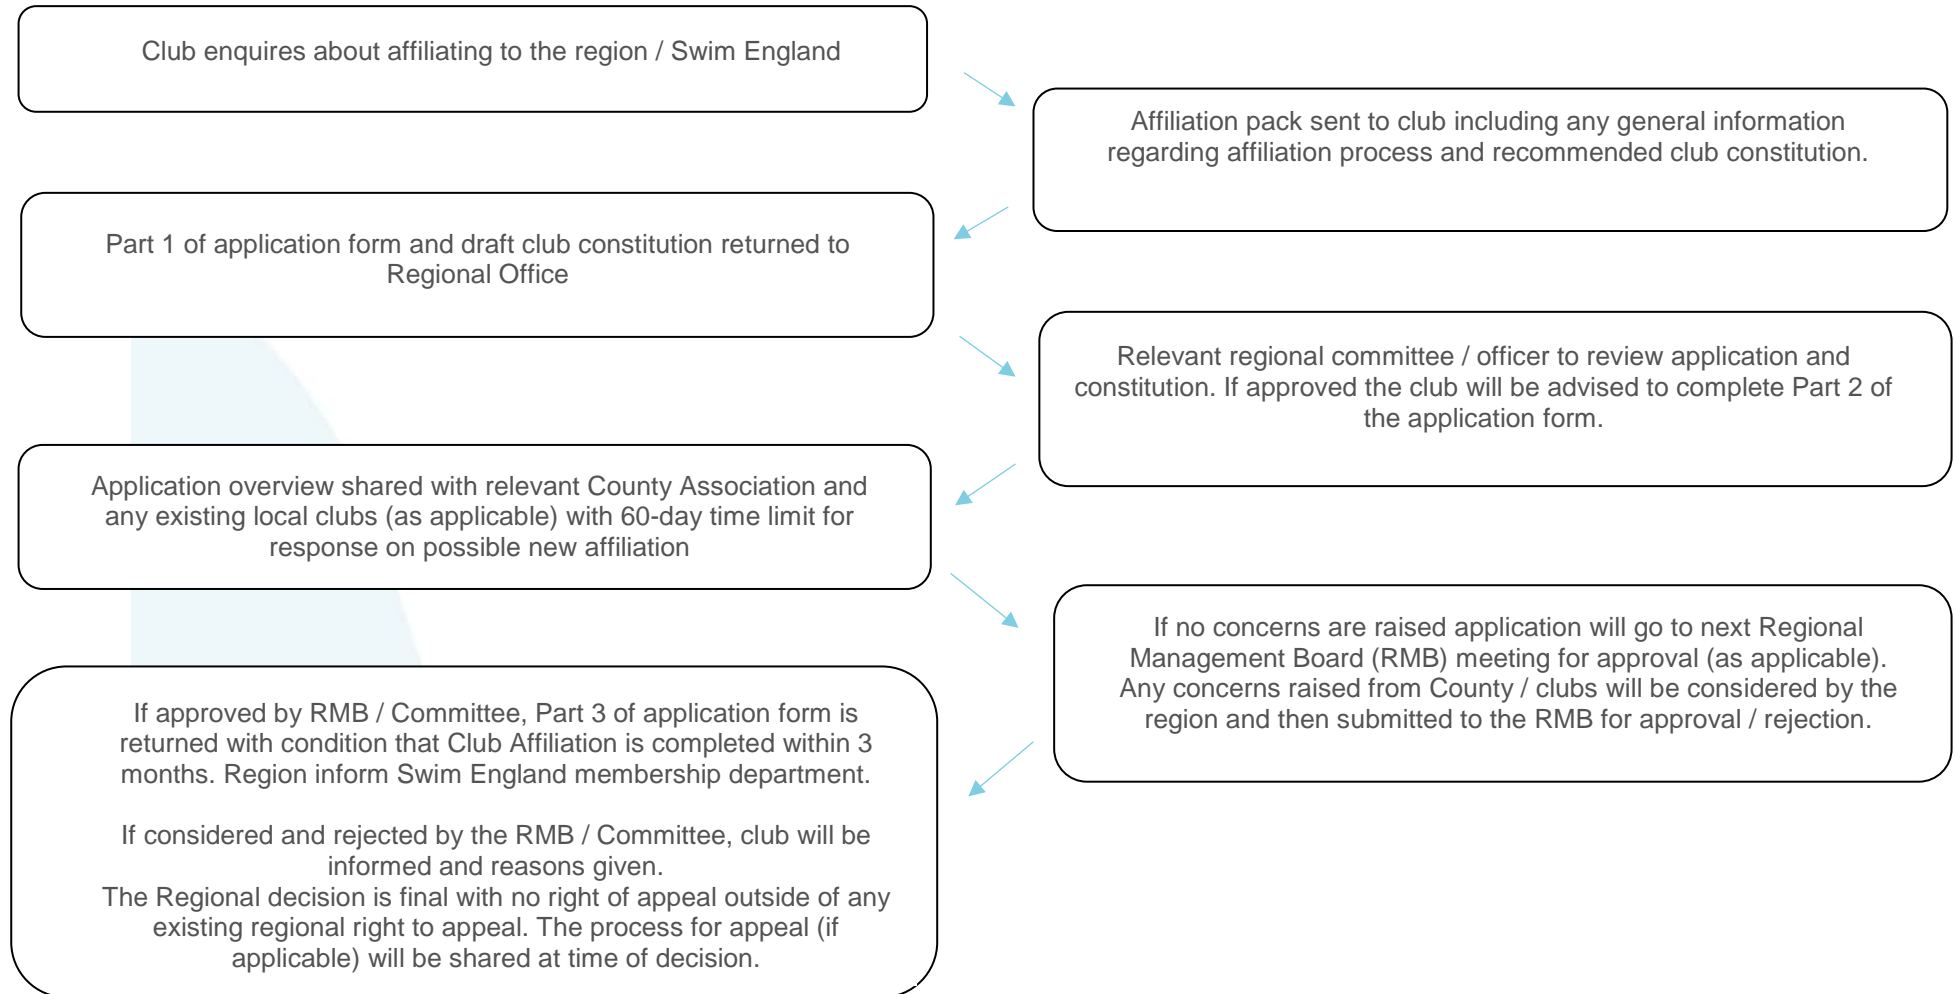 Club enquires about affiliating to the region / Swim England
Affiliation pack sent to club including any general information
regarding affiliation process and recommended club constitution.
Part 1 of application form and draft club constitution returned to
Regional Office
Relevant regional committee / officer to review application and
constitution. If approved the club will be advised to complete Part 2 of
the application form.
Application overview shared with relevant County Association and
any existing local clubs (as applicable) with 60-day time limit for
response on possible new affiliation
If no concerns are raised application will go to next Regional
Management Board (RMB) meeting for approval (as applicable).
Any concerns raised from County / clubs will be considered by the
region and then submitted to the RMB for approval / rejection.
If approved by RMB / Committee, Part 3 of application form is
returned with condition that Club Affiliation is completed within 3
months. Region inform Swim England membership department.
If considered and rejected by the RMB / Committee, club will be
informed and reasons given.
The Regional decision is final with no right of appeal outside of any
existing regional right to appeal. The process for appeal (if
applicable) will be shared at time of decision.